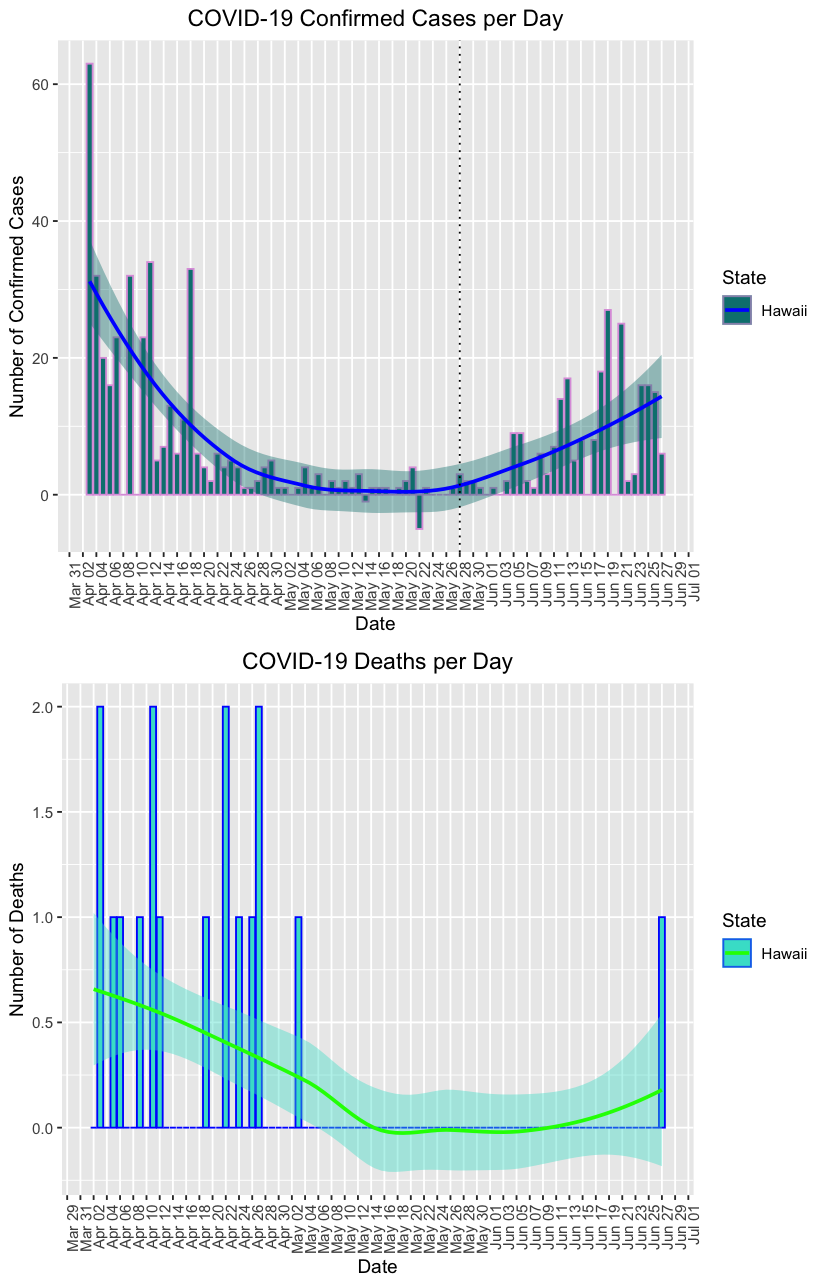 COVID-19 Confirmed Cases per Day
Number of Confirmed Cases
60
40
20
0
Mar 31
Apr 02
Apr 04
Apr 06
Apr 08
Apr 10
Apr 12
Apr 14
Apr 16
Apr 18
Apr 20
Apr 22
Apr 24
Apr 26
Apr 28
Apr 30
May 02
May 04
May 06
May 08
May 10
May 12
May 14
May 16
May 18
May 20
May 22
May 24
May 26
May 28
May 30
Jun 01
Jun 03
Jun 05
Jun 07
Jun 09
Jun 11
Jun 13
Jun 15
Jun 17
Jun 19
Jun 21
Jun 23
Jun 25
Jun 27
Jun 29
Jul 01
Date
State
Hawaii
COVID-19 Deaths per Day
Number of Deaths
2.0
1.5
1.0
0.5
0.0
Mar 29
Mar 31
Apr 02
Apr 04
Apr 06
Apr 08
Apr 10
Apr 12
Apr 14
Apr 16
Apr 18
Apr 20
Apr 22
Apr 24
Apr 26
Apr 28
Apr 30
May 02
May 04
May 06
May 08
May 10
May 12
May 14
May 16
May 18
May 20
May 22
May 24
May 26
May 28
May 30
Jun 01
Jun 03
Jun 05
Jun 07
Jun 09
Jun 11
Jun 13
Jun 15
Jun 17
Jun 19
Jun 21
Jun 23
Jun 25
Jun 27
Jun 29
Jul 01
Date
State
Hawaii